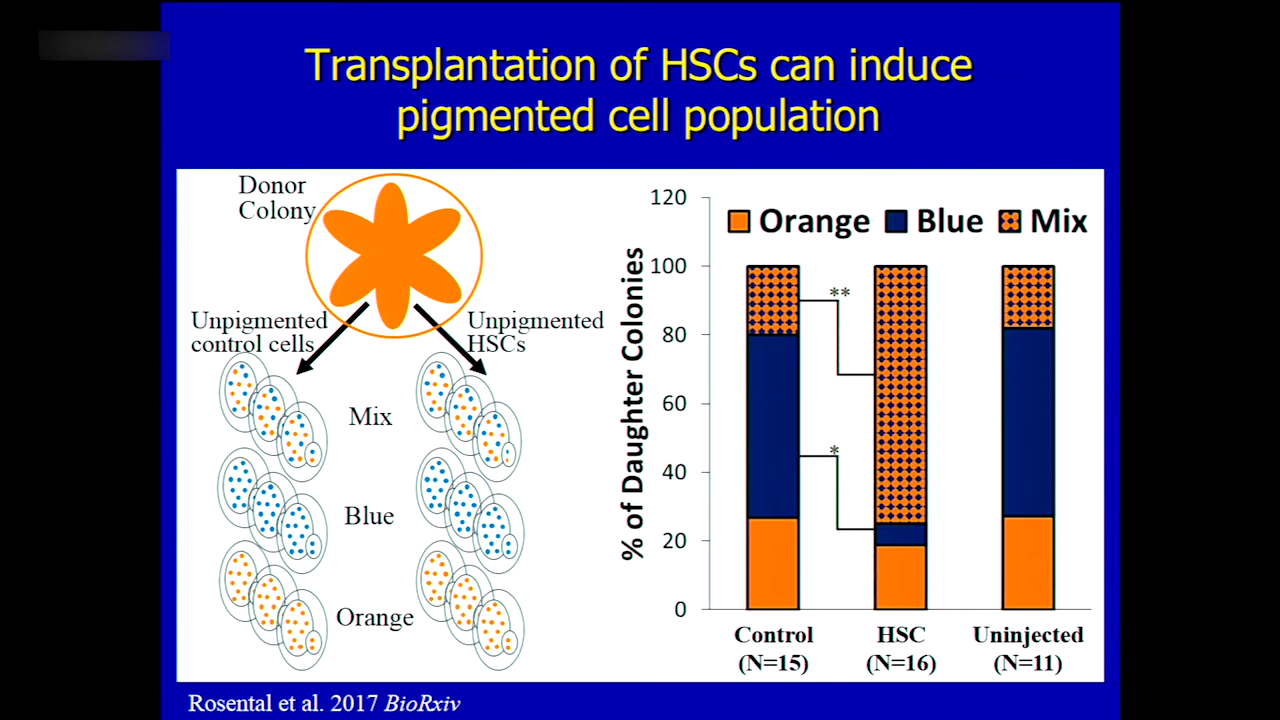 Transplantation of HSCs can induce
pigmented cell population
Donor
Colony
Unpigmented
control cells
Unpigmented
HSCs
Mix
Blue
Orange
% of Daughter Colonies
120
100
80
60
40
20
0
Orange Blue Mix
**
*
Control
(N=15)
HSC
(N=16)
Uninjected
(N=11)
Rosental et al. 2017 BioRxiv